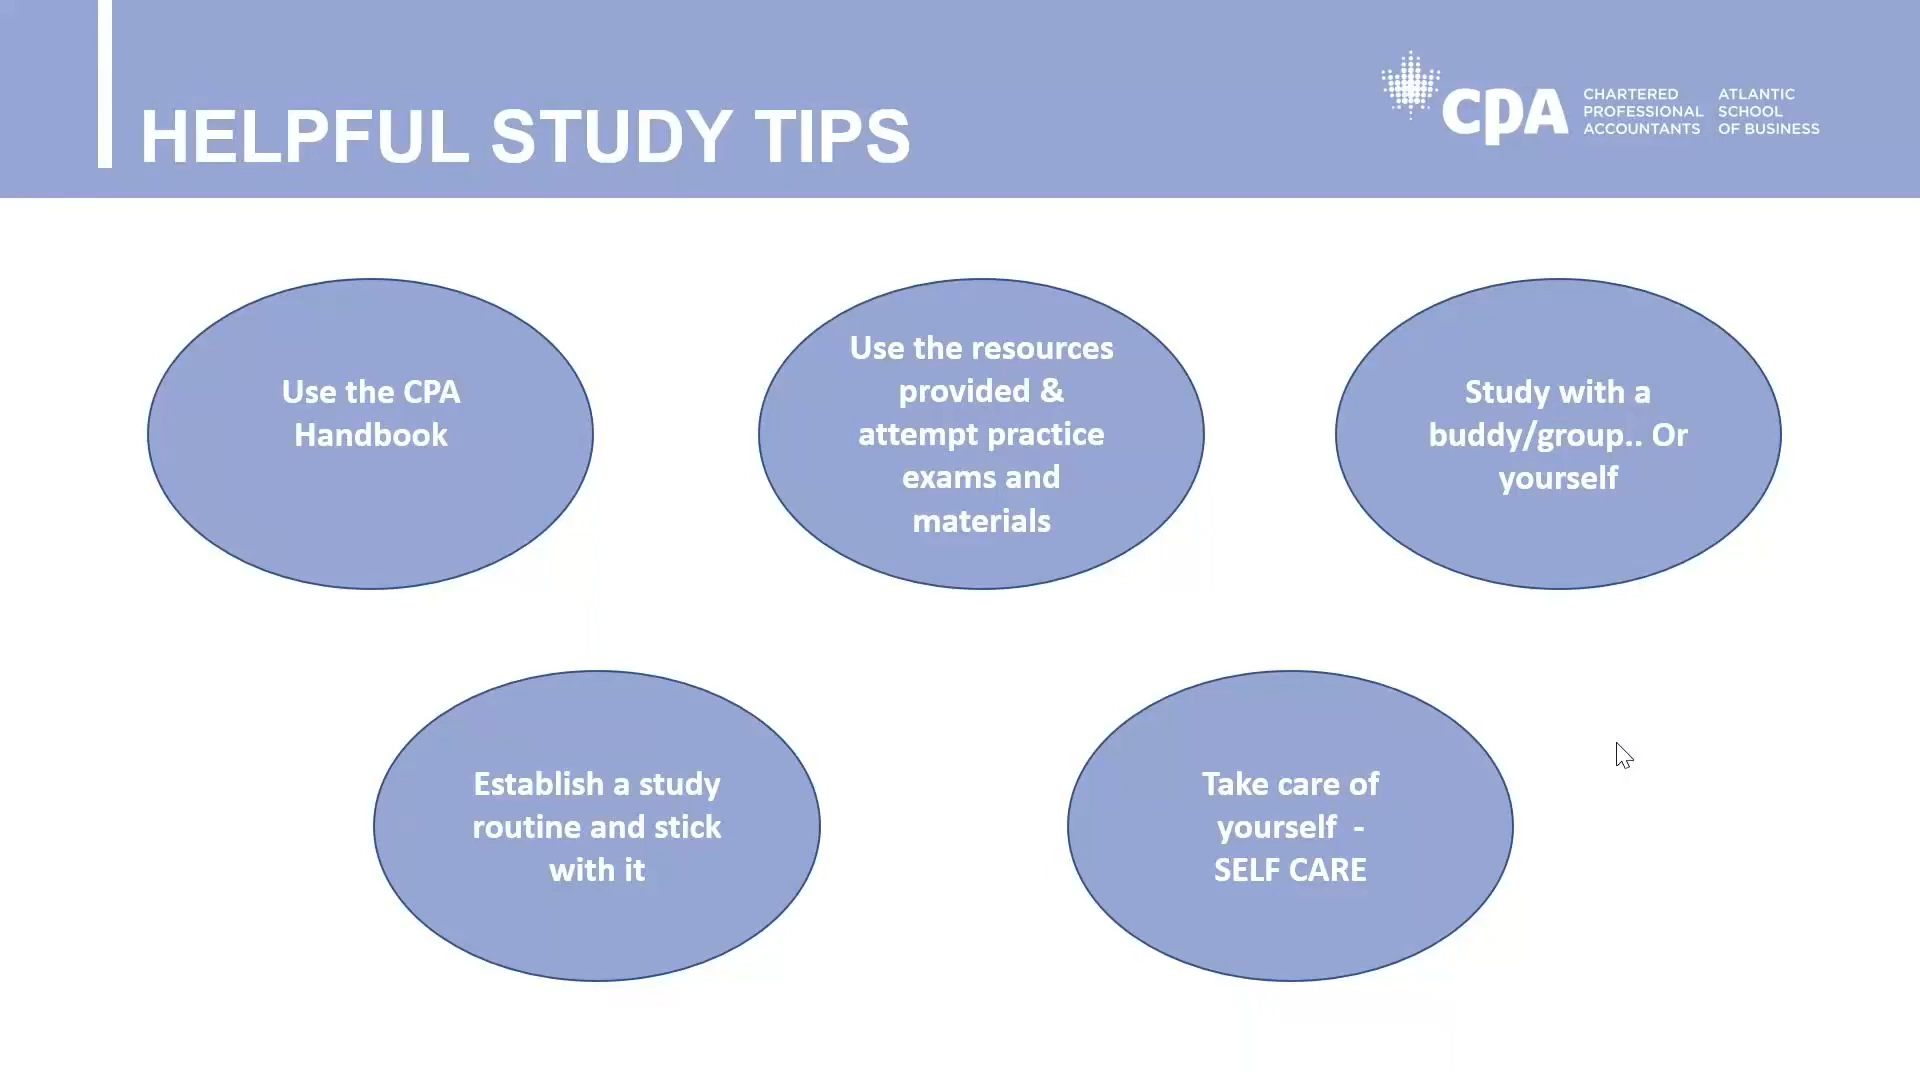 HELPFUL STUDY TIPS
CPA
CHARTERED
PROFESSIONAL
ACCOUNTANTS
ATLANTIC
SCHOOL
OF BUSINESS
Use the CPA
Handbook
Use the resources
provided &
attempt practice
exams and
materials
Study with a
buddy/group.. Or
yourself
Establish a study
routine and stick
with it
Take care of
yourself  -
SELF CARE